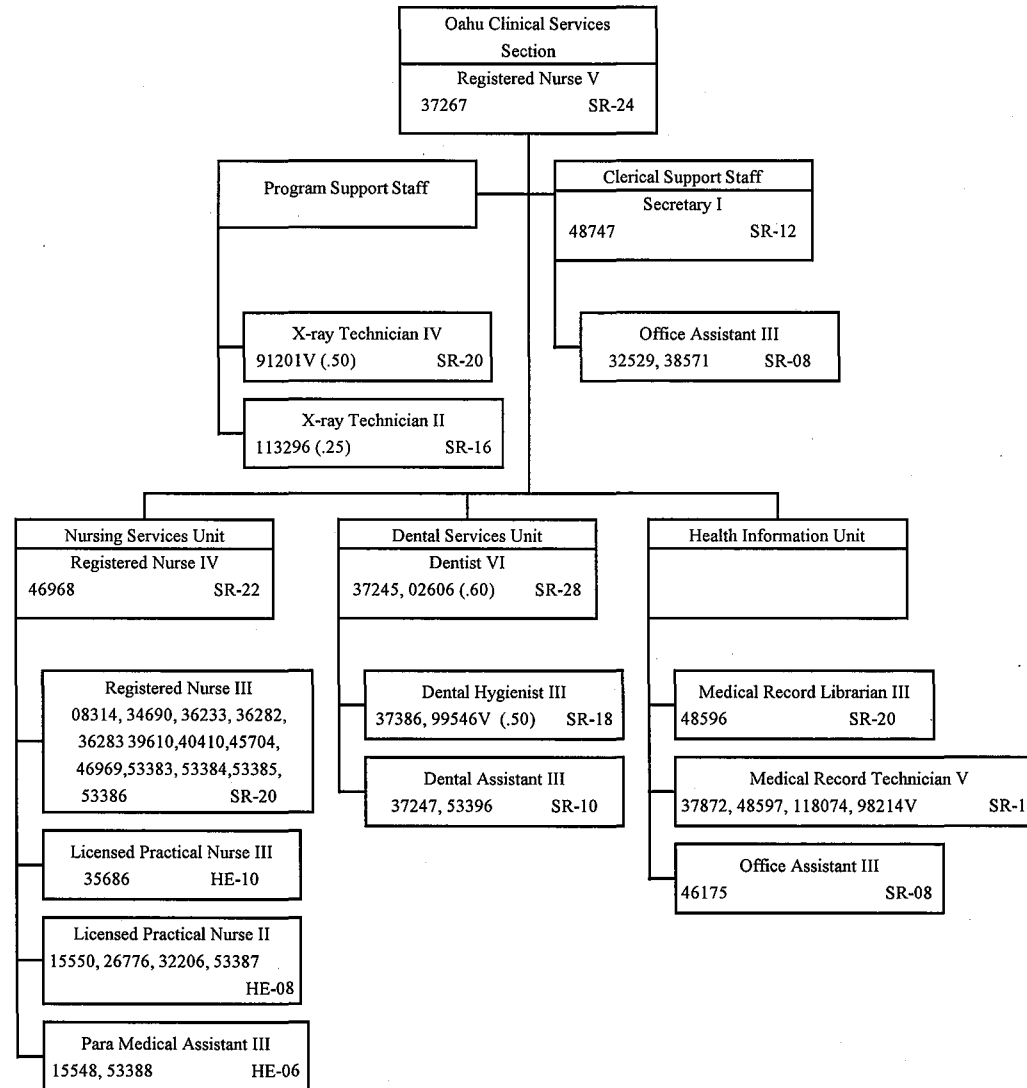 Oahu Clinical Services
Section
Registered Nurse V
37267 SR-24
Program Support Staff
Clerical Support Staff
Secretary I
48747 SR-12
X-ray Technician IV
91201V (.50) SR-20
X-ray Technician II
113296 (.25) SR-16
Office Assistant III
32529, 38571 SR-08
Nursing Services Unit
Registered Nurse IV
46968 SR-22
Registered Nurse III
08314, 34690, 36233, 36282,
36283 39610,40410,45704,
46969,53383, 53384,53385,
53386 SR-20
Licensed Practical Nurse III
35686 HE-10
Licensed Practical Nurse II
15550, 26776, 32206, 53387
HE-08
Para Medical Assistant III
15548, 53388 HE-06
Dental Services Unit
Dentist VI
37245, 02606 (.60) SR-28
Dental Hygienist III
37386, 99546V (.50) SR-18
Dental Assistant III
37247, 53396 SR-10
Health Information Unit
Medical Record Librarian III
48596 SR-20
Medical Record Technician V
37872, 48597, 118074, 98214V SR-1
Office Assistant III
46175 SR-08